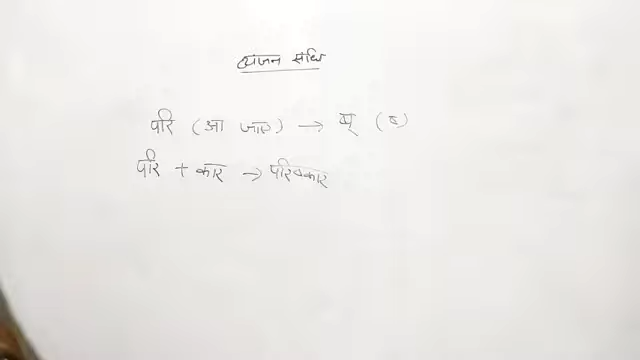 व्यंजन संधि
परि (आ जाए) → ष् (ष)
परि + कार → परिष्कार